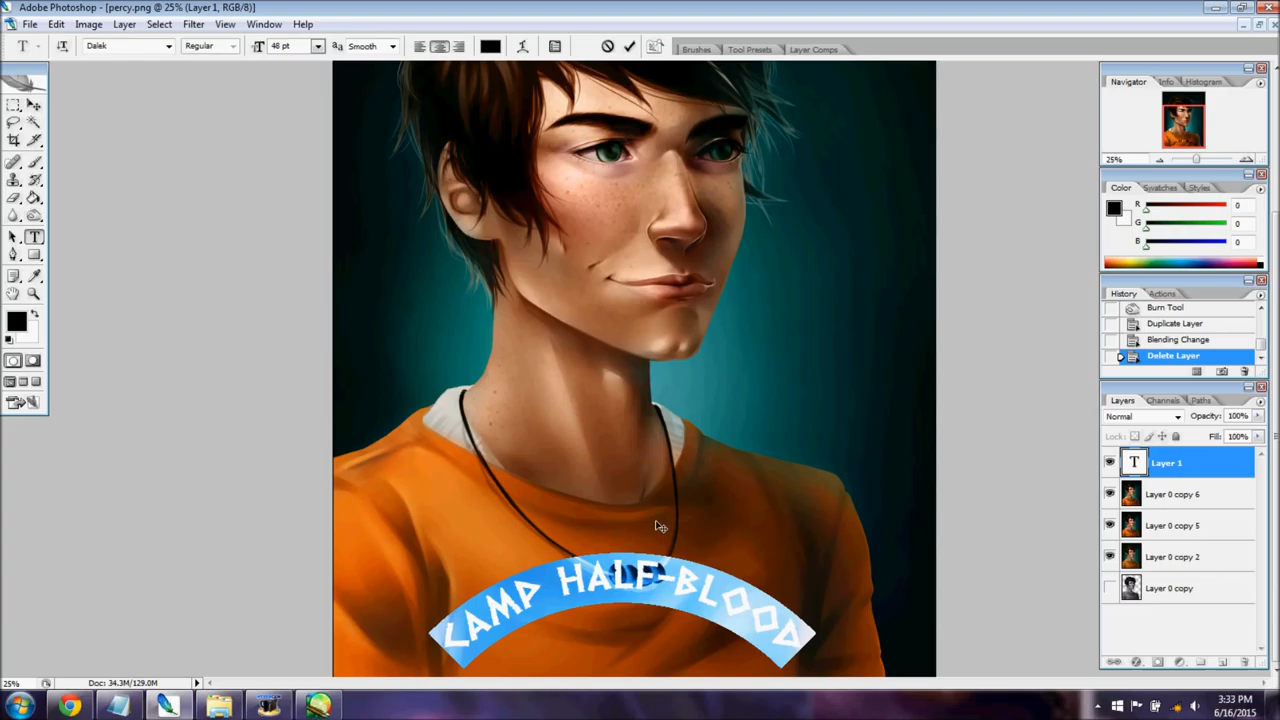 Adobe Photoshop - [percy.png @ 25% (Layer 1, RGB/8)]
File Edit Image Layer Select Filter View Window Help
Dalek Regular 48 pt Smooth Brushes Tool Presets Layer Comps
Navigator Info Histogram
25%
Color Swatches Styles
R 0
G 0
B 0
History Actions
Burn Tool
Duplicate Layer
Blending Change
Delete Layer
Layers Channels Paths
Normal Opacity: 100%
Lock: Fill: 100%
T Layer 1
Layer 0 copy 6
Layer 0 copy 5
Layer 0 copy 2
Layer 0 copy
CAMP HALF-BLOOD
25% Doc: 34.3M/129.0M
3:33 PM
6/16/2015